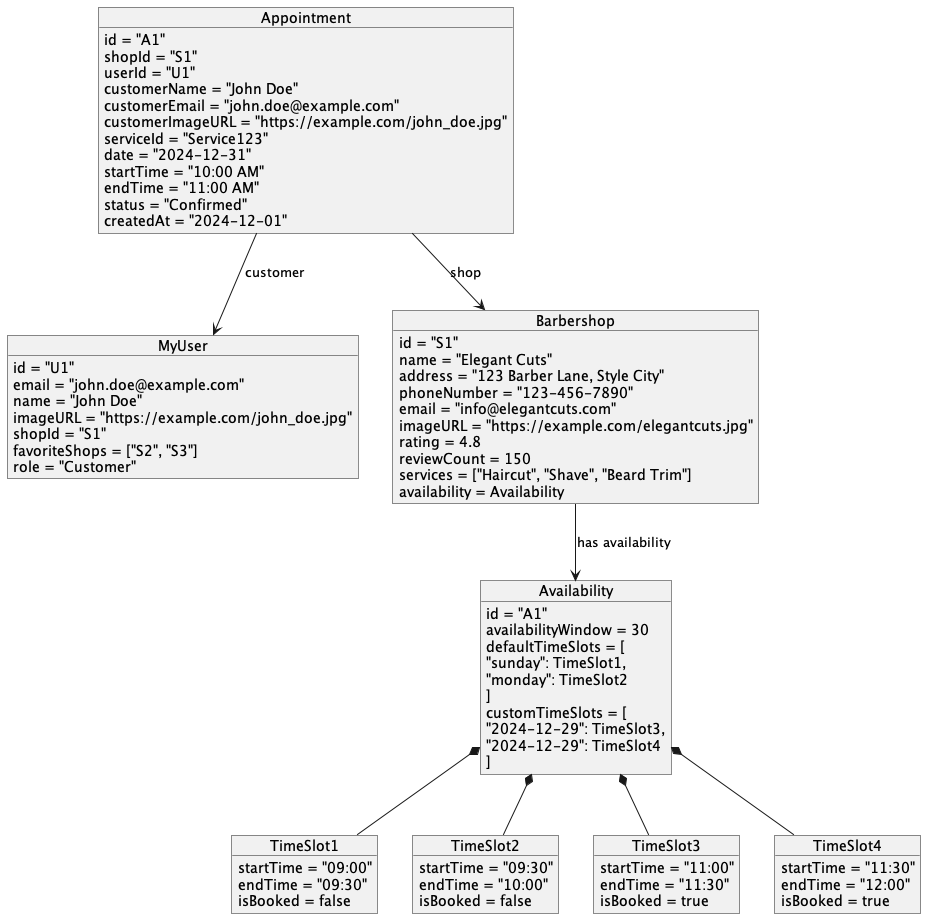 Appointment
id = "A1"
shopId = "S1"
userId = "U1"
customerName = "John Doe"
customerEmail = "john.doe@example.com"
customerImageURL = "https://example.com/john_doe.jpg"
serviceId = "Service123"
date = "2024-12-31"
startTime = "10:00 AM"
endTime = "11:00 AM"
status = "Confirmed"
createdAt = "2024-12-01"
customer
shop
MyUser
id = "U1"
email = "john.doe@example.com"
name = "John Doe"
imageURL = "https://example.com/john_doe.jpg"
shopId = "S1"
favoriteShops = ["S2", "S3"]
role = "Customer"
Barbershop
id = "S1"
name = "Elegant Cuts"
address = "123 Barber Lane, Style City"
phoneNumber = "123-456-7890"
email = "info@elegantcuts.com"
imageURL = "https://example.com/elegantcuts.jpg"
rating = 4.8
reviewCount = 150
services = ["Haircut", "Shave", "Beard Trim"]
availability = Availability
has availability
Availability
id = "A1"
availabilityWindow = 30
defaultTimeSlots = [
"sunday": TimeSlot1,
"monday": TimeSlot2
]
customTimeSlots = [
"2024-12-29": TimeSlot3,
"2024-12-29": TimeSlot4
]
TimeSlot1
startTime = "09:00"
endTime = "09:30"
isBooked = false
TimeSlot2
startTime = "09:30"
endTime = "10:00"
isBooked = false
TimeSlot3
startTime = "11:00"
endTime = "11:30"
isBooked = true
TimeSlot4
startTime = "11:30"
endTime = "12:00"
isBooked = true